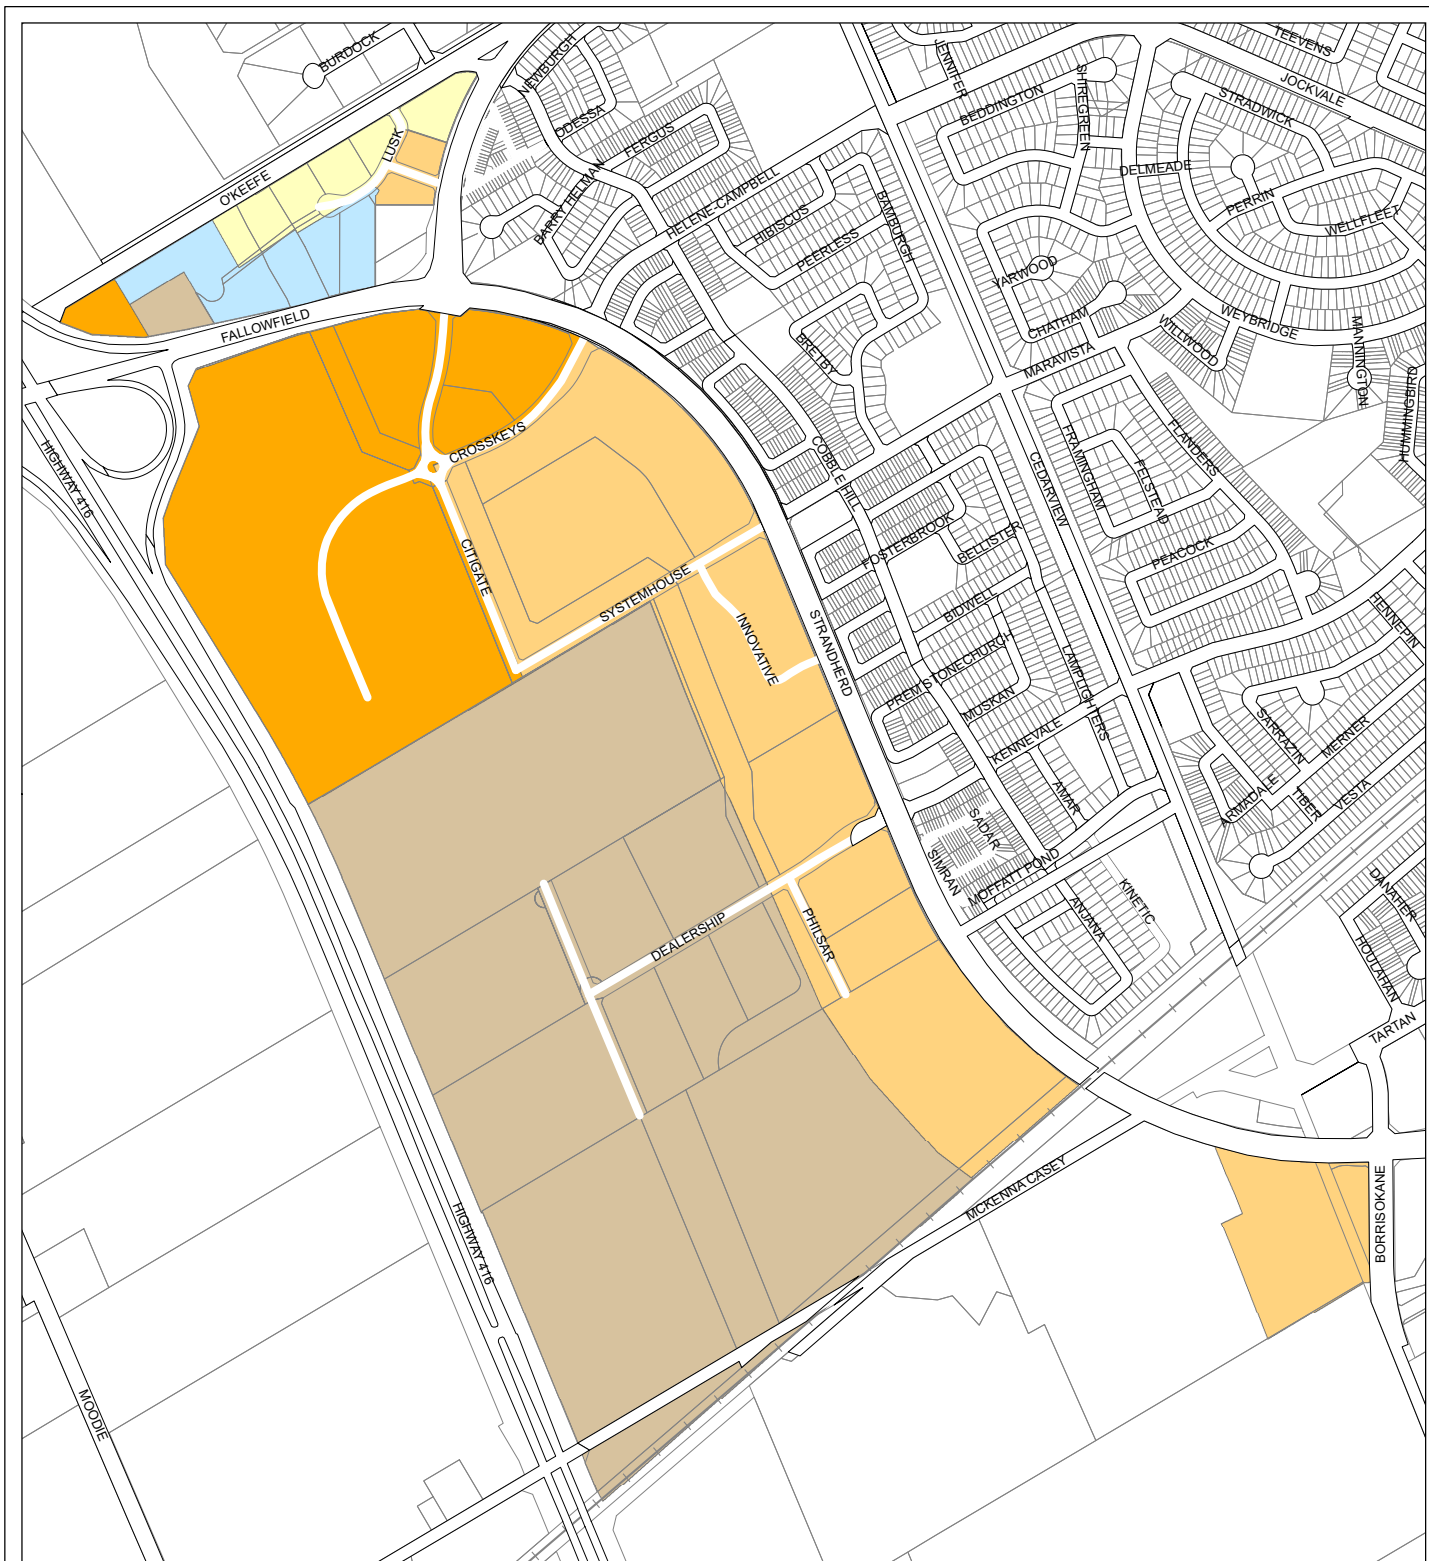 BURDOCK
NEWBURGH
ODESSA
FERGUS
LUSK
O'KEEFE
BARRY HELMAN
HELENE-CAMPBELL
HIBISCUS
PEERLESS
BAMBURGH
JENNIFER
BEDDINGTON
SHIREGREEN
TEEVENS
JOCKVALE
STRADWICK
DELMEADE
PERRIN
WELLFLEET
YARWOOD
CHATHAM
WILLWOOD
WEYBRIDGE
MANNINGTON
HUMMINGBIRD
MARAVISTA
BRETBY
FALLOWFIELD
HIGHWAY 416
CROSSKEYS
CITIGATE
SYSTEMHOUSE
INNOVATIVE
STRANDHERD
COBBLE HILL
CEDARVIEW
FRAMINGHAM
FELSTEAD
FLANDERS
PEACOCK
FOSTERBROOK
BELLISTER
BIDWELL
PREM'S
STONECHURCH
MUSKAN
KENNEVALE
LAMPLIGHTERS
HENNEPIN
SARRAZIN
MERNER
ARMADALE
TIBER
VESTA
AMAR
SADAR
SIMRAN
MOFFATT POND
KINETIC
ANJANA
DANAHER
HOULAHAN
TARTAN
DEALERSHIP
PHILSAR
MCKENNA CASEY
BORRISOKANE
HIGHWAY 416
MOODIE